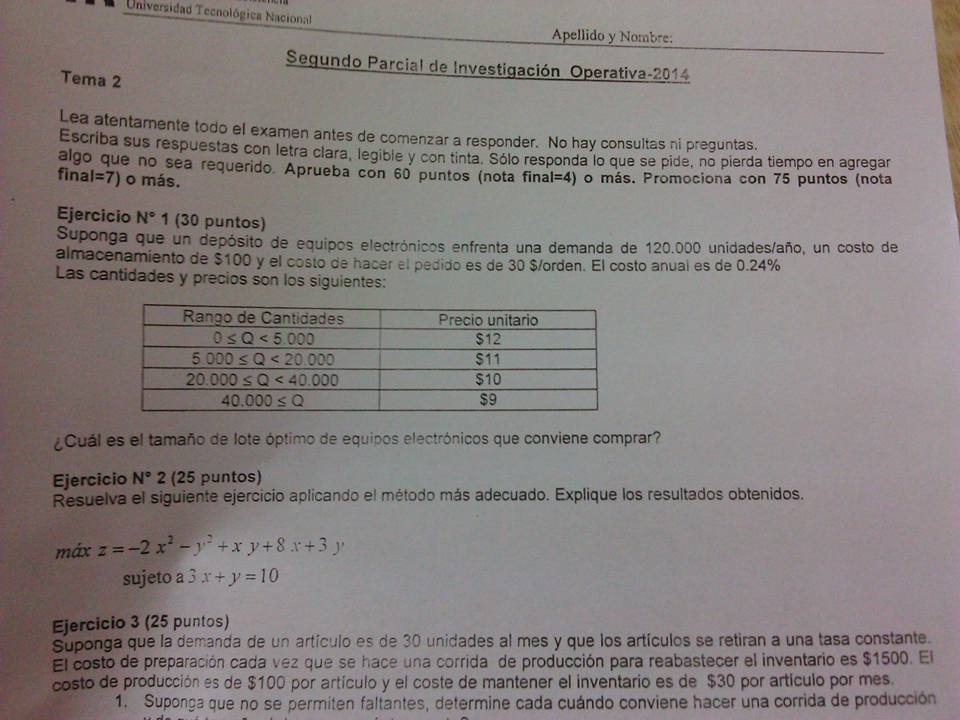 Universidad Tecnológica Nacional
Apellido y Nombre:
Segundo Parcial de Investigación Operativa-2014
Tema 2
Lea atentamente todo el examen antes de comenzar a responder. No hay consultas ni preguntas.
Escriba sus respuestas con letra clara, legible y con tinta. Sólo responda lo que se pide, no pierda tiempo en agregar
algo que no sea requerido. Aprueba con 60 puntos (nota final=4) o más. Promociona con 75 puntos (nota
final=7) o más.
Ejercicio N° 1 (30 puntos)
Suponga que un depósito de equipos electrónicos enfrenta una demanda de 120.000 unidades/año, un costo de
almacenamiento de $100 y el costo de hacer el pedido es de 30 $/orden. El costo anual es de 0.24%
Las cantidades y precios son los siguientes:
Rango de Cantidades Precio unitario
0 ≤ Q < 5.000 $12
5.000 ≤ Q < 20.000 $11
20.000 ≤ Q < 40.000 $10
40.000 ≤ Q $9
¿Cuál es el tamaño de lote óptimo de equipos electrónicos que conviene comprar?
Ejercicio N° 2 (25 puntos)
Resuelva el siguiente ejercicio aplicando el método más adecuado. Explique los resultados obtenidos.
máx z = -2 x² - y² + x y + 8 x + 3 y
sujeto a 3 x + y = 10
Ejercicio 3 (25 puntos)
Suponga que la demanda de un artículo es de 30 unidades al mes y que los artículos se retiran a una tasa constante.
El costo de preparación cada vez que se hace una corrida de producción para reabastecer el inventario es $1500. El
costo de producción es de $100 por artículo y el coste de mantener el inventario es de $30 por artículo por mes.
1. Suponga que no se permiten faltantes, determine cada cuándo conviene hacer una corrida de producción